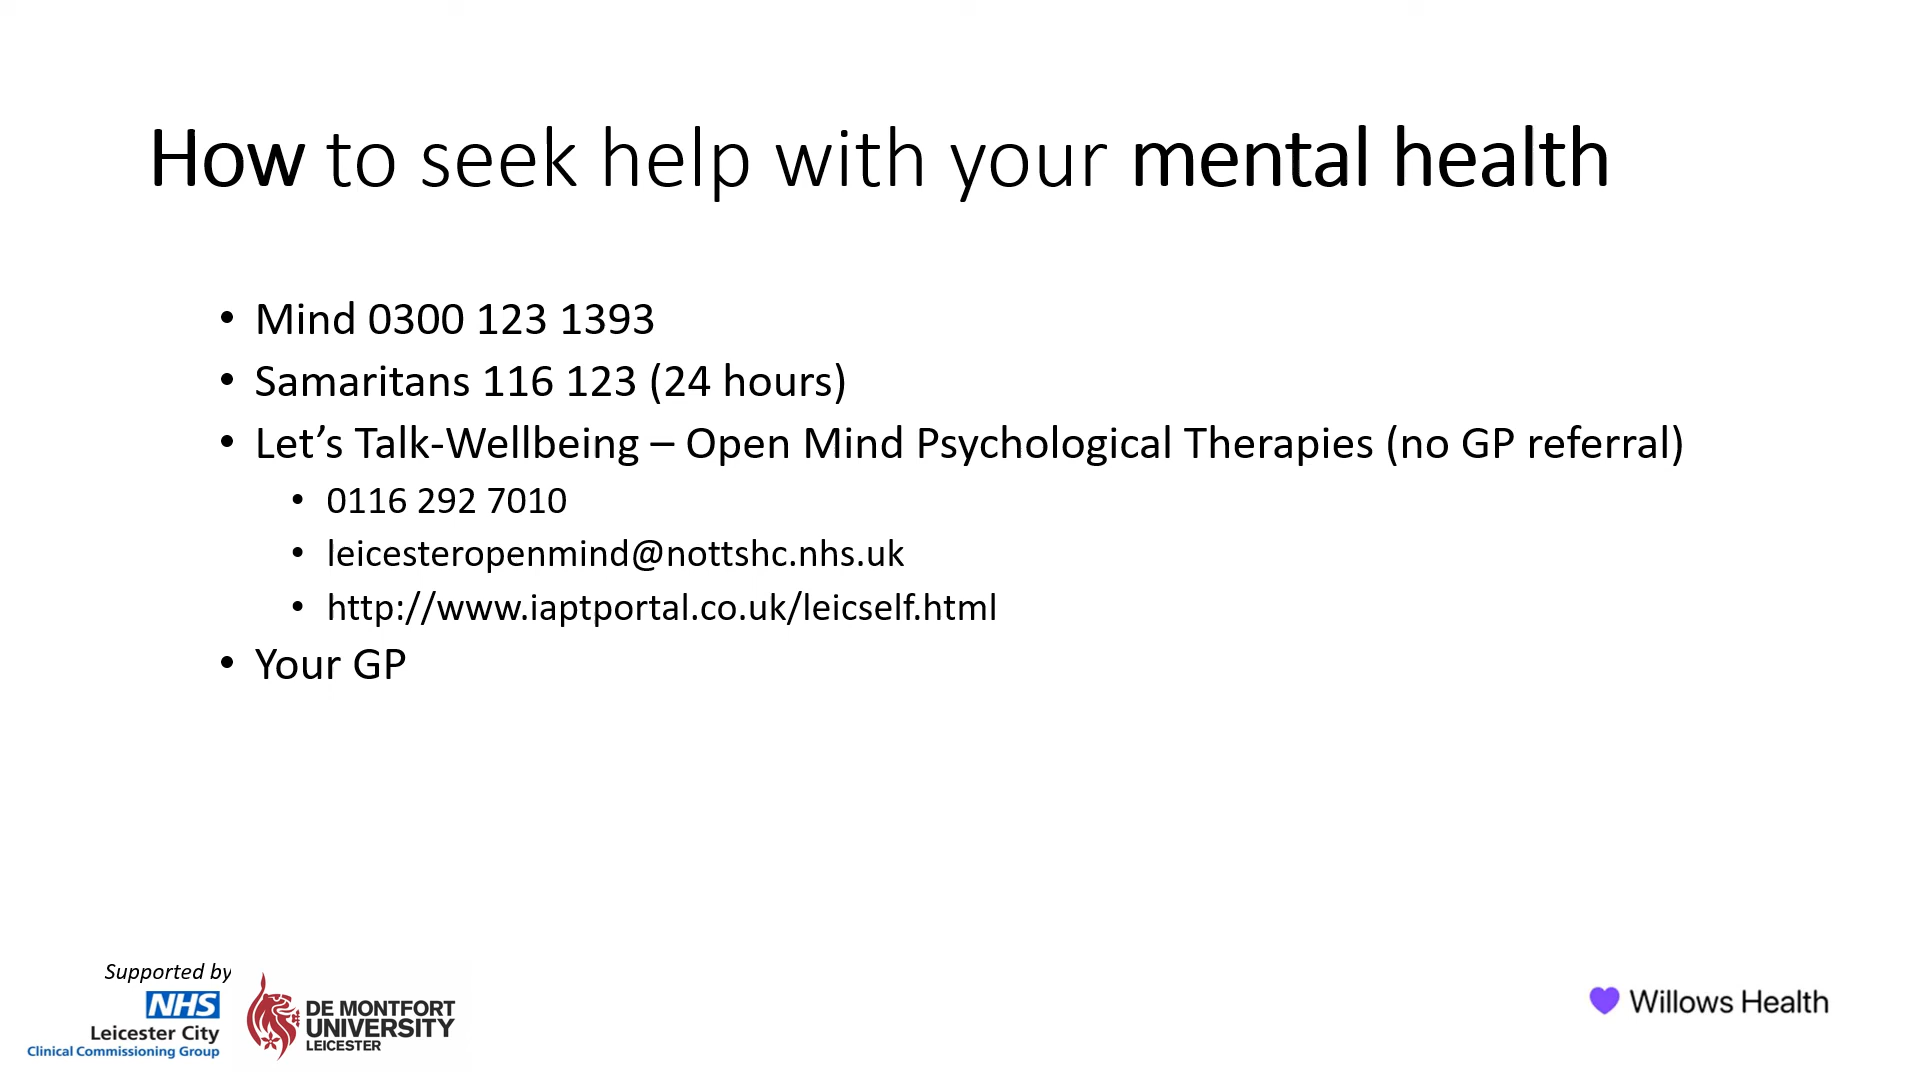 How to seek help with your mental health
• Mind 0300 123 1393
• Samaritans 116 123 (24 hours)
• Let’s Talk-Wellbeing – Open Mind Psychological Therapies (no GP referral)
• 0116 292 7010
• leicesteropenmind@nottshc.nhs.uk
• http://www.iaptportal.co.uk/leicself.html
• Your GP
Supported by
NHS
Leicester City
Clinical Commissioning Group
DE MONTFORT
UNIVERSITY
LEICESTER
Willows Health